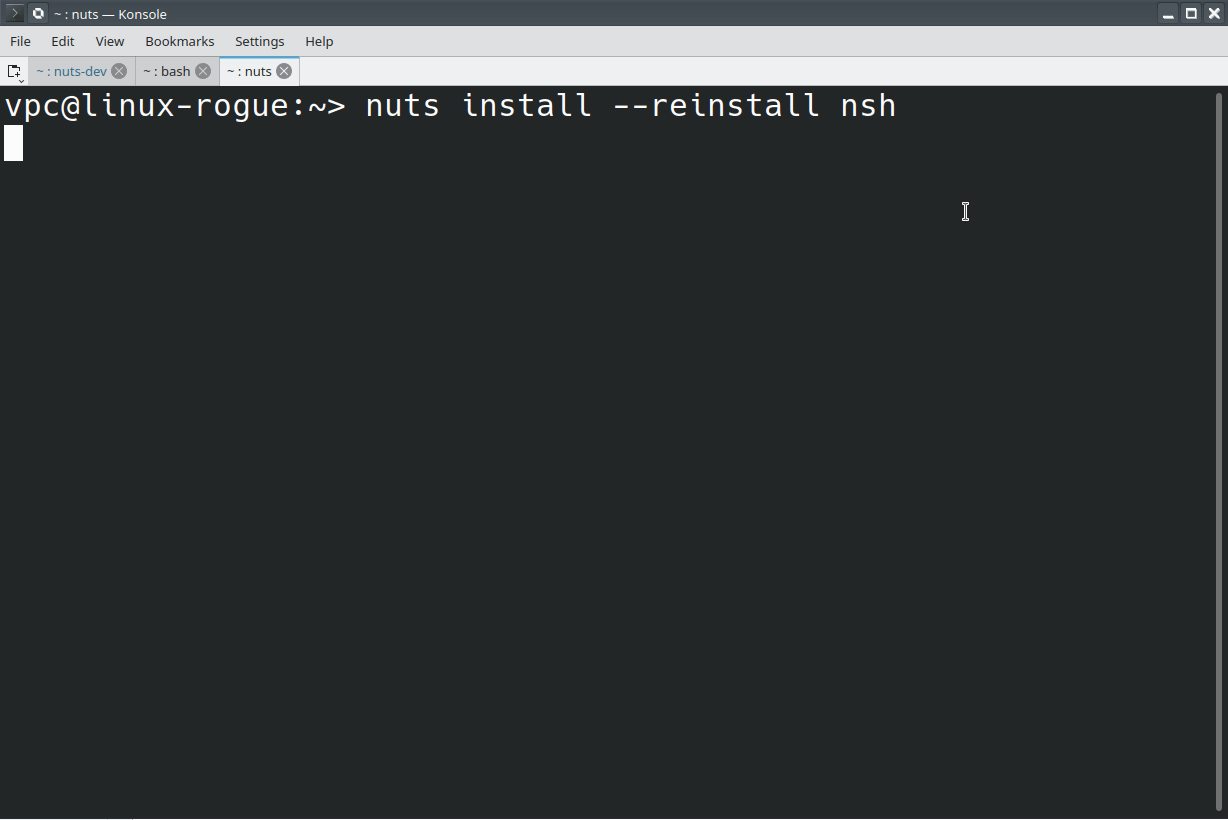 ~ : nuts — Konsole
File Edit View Bookmarks Settings Help
~ : nuts-dev ~ : bash ~ : nuts
vpc@linux-rogue:~> nuts install --reinstall nsh